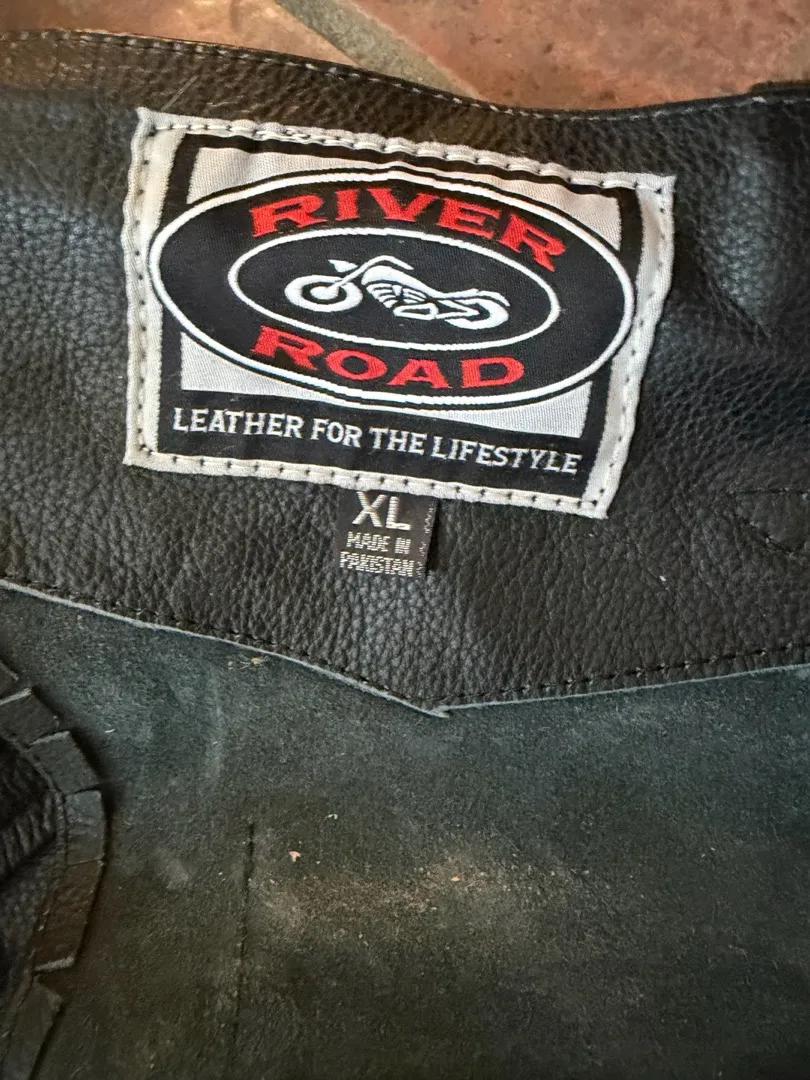 RIVER
ROAD
LEATHER FOR THE LIFESTYLE
XL
MADE IN
PAKISTAN